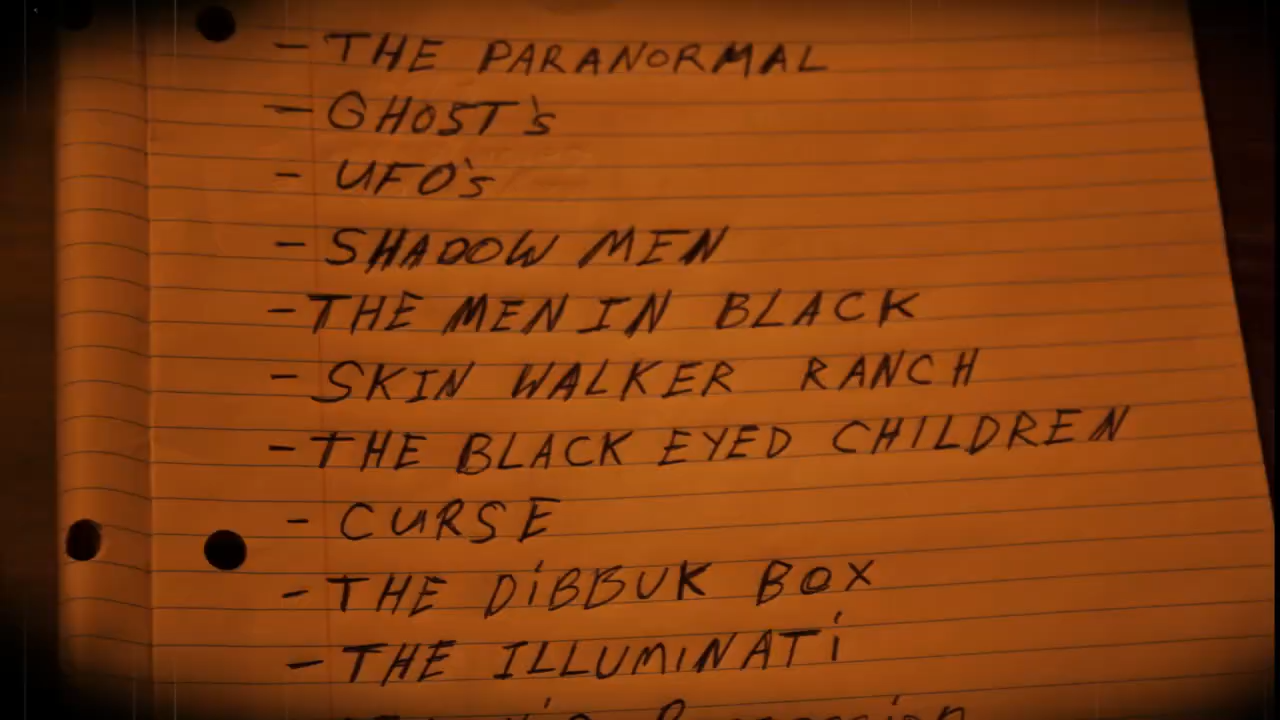 - THE PARANORMAL
- GHOST's
- UFO's
- SHADOW MEN
- THE MEN IN BLACK
- SKIN WALKER RANCH
- THE BLACK EYED CHILDREN
- CURSE
- THE DiBBUK BOX
- THE ILLUMiNATi